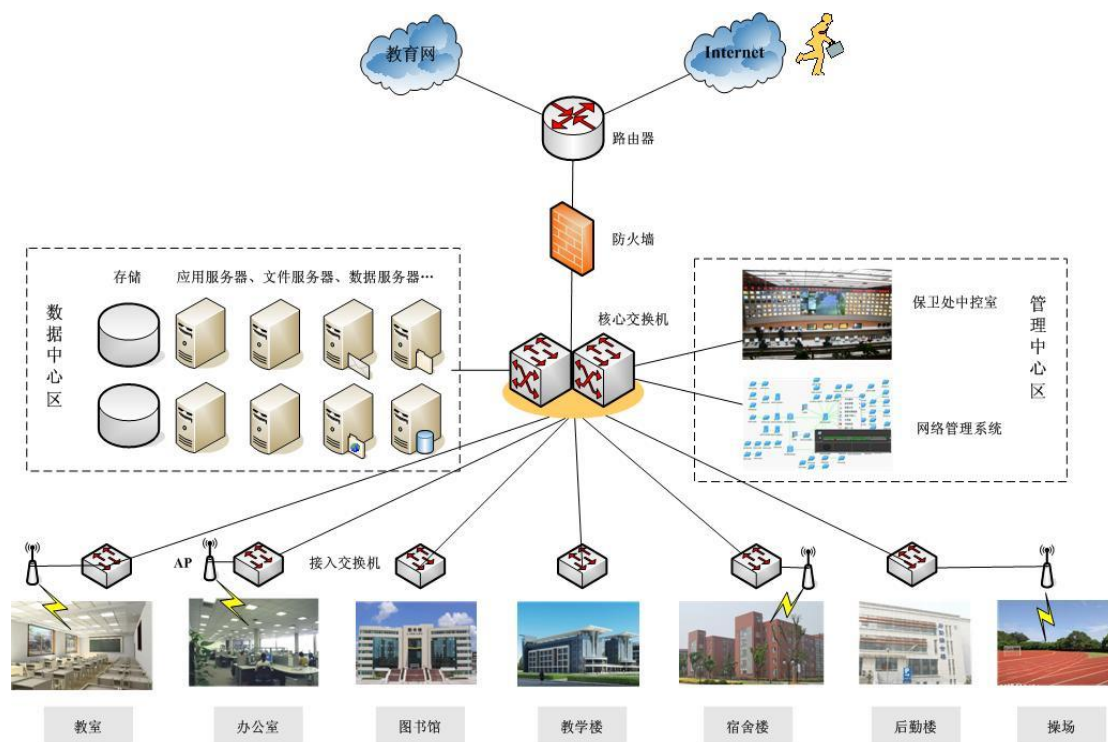 教育网
Internet
路由器
防火墙
存储
应用服务器、文件服务器、数据服务器…
数据中心区
核心交换机
保卫处中控室
网络管理系统
管理中心区
AP
接入交换机
教室
办公室
图书馆
教学楼
宿舍楼
后勤楼
操场